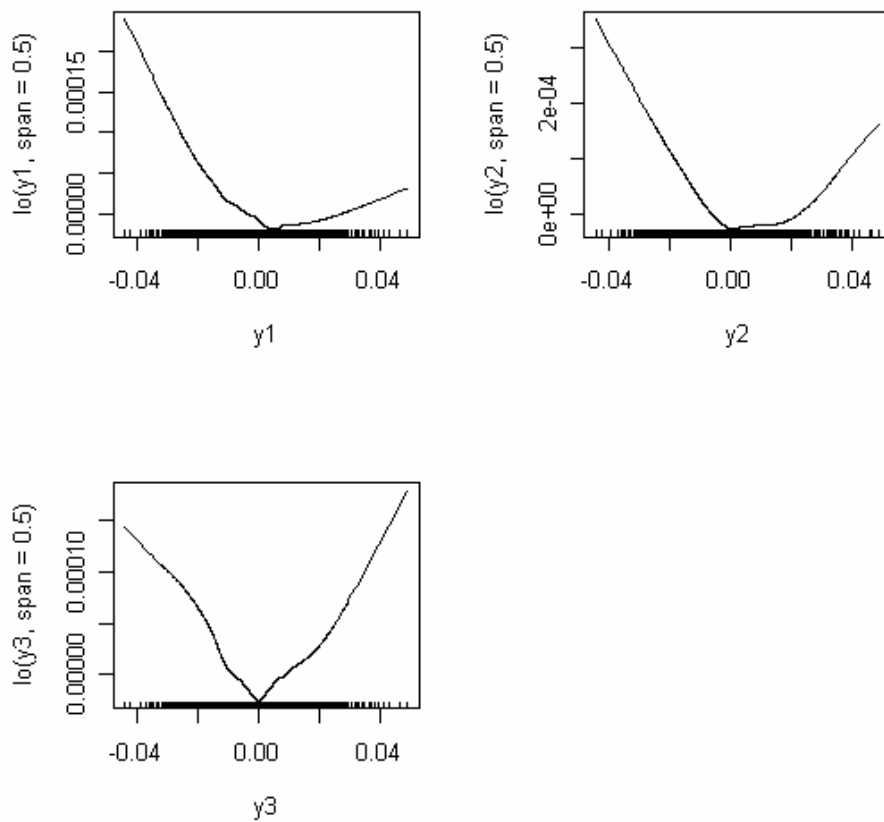 lo(y1, span = 0.5)
0.00015
0.00000
-0.04 0.00 0.04
y1
lo(y2, span = 0.5)
2e-04
0e+00
-0.04 0.00 0.04
y2
lo(y3, span = 0.5)
0.00010
0.00000
-0.04 0.00 0.04
y3